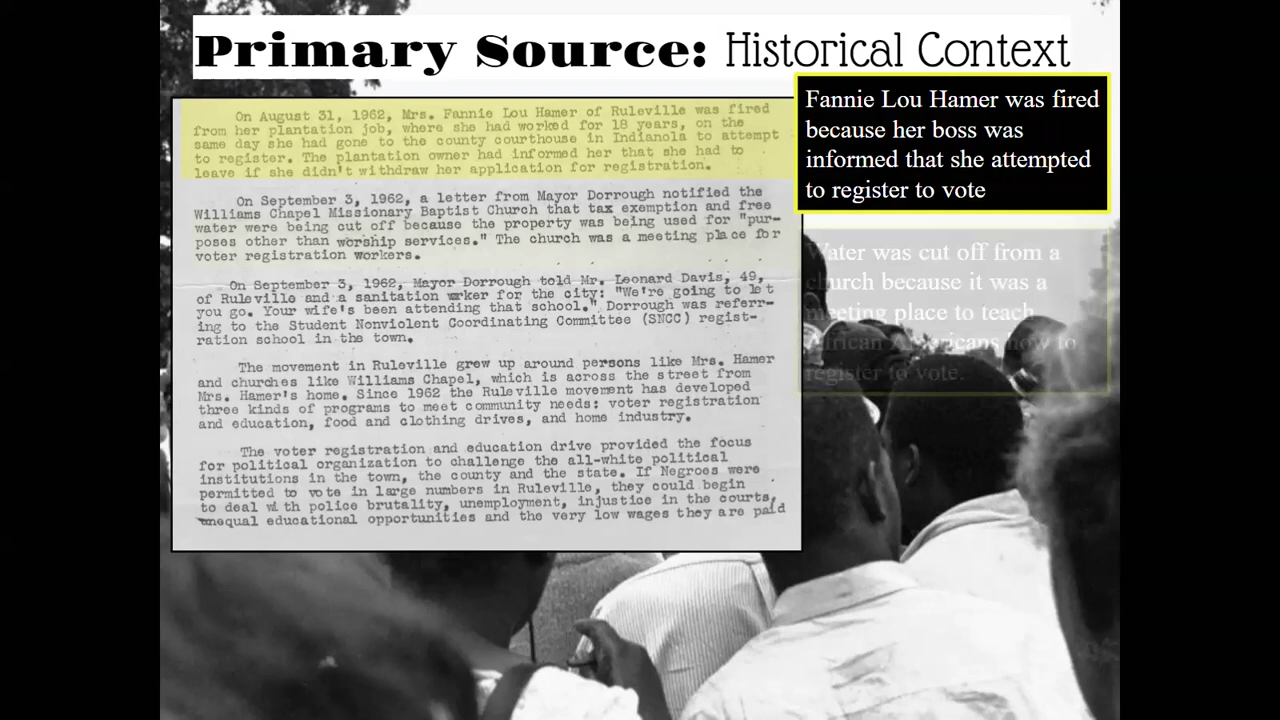 Primary Source: Historical Context
On August 31, 1962, Mrs. Fannie Lou Hamer of Ruleville was fired
from her plantation job, where she had worked for 18 years, on the
same day she had gone to the county courthouse in Indianola to attempt
to register. The plantation owner had informed her that she had to
leave if she didn't withdraw her application for registration.
On September 3, 1962, a letter from Mayor Dorrough notified the
Williams Chapel Missionary Baptist Church that tax exemption and free
water were being cut off because the property was being used for "pur-
poses other than worship services." The church was a meeting place for
voter registration workers.
On September 3, 1962, Mayor Dorrough told Mr. Leonard Davis, 49,
of Ruleville and a sanitation worker for the city: "We're going to let
you go. Your wife's been attending that school." Dorrough was referr-
ing to the Student Nonviolent Coordinating Committee (SNCC) regist-
ration school in the town.
The movement in Ruleville grew up around persons like Mrs. Hamer
and churches like Williams Chapel, which is across the street from
Mrs. Hamer's home. Since 1962 the Ruleville movement has developed
three kinds of programs to meet community needs: voter registration
and education, food and clothing drives, and home industry.
The voter registration and education drive provided the focus
for political organization to challenge the all-white political
institutions in the town, the county and the state. If Negroes were
permitted to vote in large numbers in Ruleville, they could begin
to deal with police brutality, unemployment, injustice in the courts,
unequal educational opportunities and the very low wages they are paid
Fannie Lou Hamer was fired
because her boss was
informed that she attempted
to register to vote
Water was cut off from a
church because it was a
meeting place to teach
African Americans how to
register to vote.